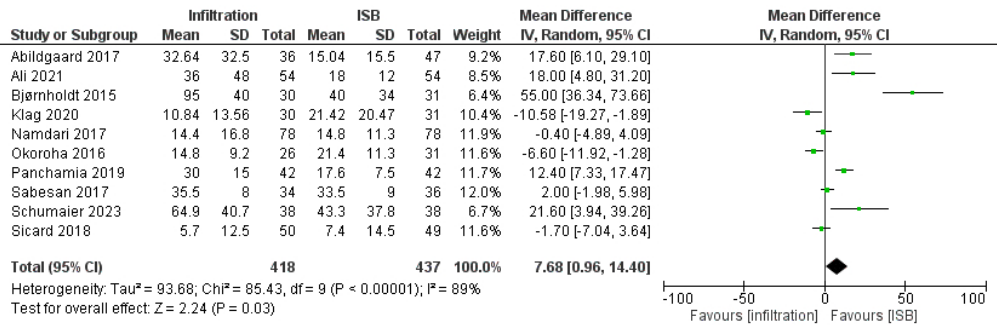 Infiltration ISB Mean Difference Mean Difference
Study or Subgroup Mean SD Total Mean SD Total Weight IV, Random, 95% CI IV, Random, 95% CI
Abildgaard 2017 32.64 32.5 36 15.04 15.5 47 9.2% 17.60 [6.10, 29.10]
Ali 2021 36 48 54 18 12 54 8.4% 18.00 [4.80, 31.20]
Bjørnholdt 2015 95 40 30 40 34 31 6.4% 55.00 [36.34, 73.66]
Klag 2020 10.84 13.56 30 21.42 20.47 31 10.4% -10.58 [-19.27, -1.89]
Namdari 2017 14.4 16.8 78 14.8 11.3 78 11.9% -0.40 [-4.89, 4.09]
Okoroha 2016 14.8 9.2 26 21.4 11.3 31 11.6% -6.60 [-11.92, -1.28]
Panchamia 2019 30 15 42 17.6 7.5 42 11.7% 12.40 [7.33, 17.47]
Sabesan 2017 35.5 8 34 33.5 9 36 12.0% 2.00 [-1.98, 5.98]
Schumaier 2023 64.9 40.7 38 43.3 37.8 38 6.7% 21.60 [3.94, 39.26]
Sicard 2018 5.7 12.5 50 7.4 14.5 49 11.6% -1.70 [-7.04, 3.64]
Total (95% CI) 418 437 100.0% 7.68 [0.96, 14.40]
Heterogeneity: Tau² = 93.68; Chi² = 85.43, df = 9 (P < 0.00001); I² = 89%
Test for overall effect: Z = 2.24 (P = 0.03)
-100 -50 0 50 100
Favours [infiltration] Favours [ISB]